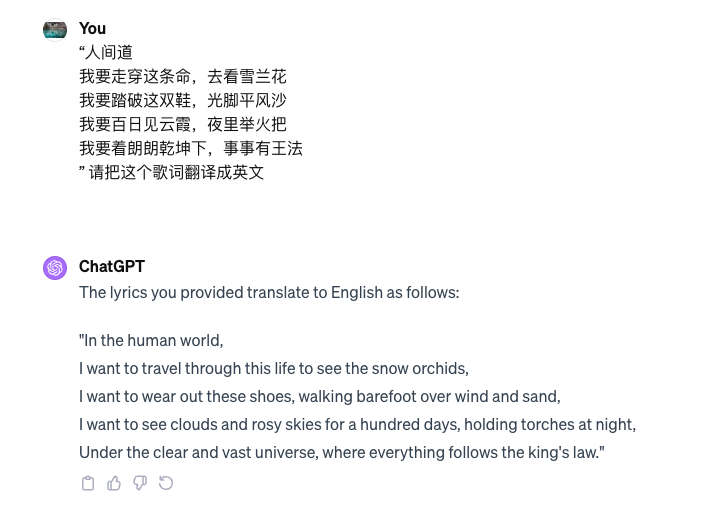 You
“人间道
我要走穿这条命，去看雪兰花
我要踏破这双鞋，光脚平风沙
我要百日见云霞，夜里举火把
我要着朗朗乾坤下，事事有王法
” 请把这个歌词翻译成英文
ChatGPT
The lyrics you provided translate to English as follows:
"In the human world,
I want to travel through this life to see the snow orchids,
I want to wear out these shoes, walking barefoot over wind and sand,
I want to see clouds and rosy skies for a hundred days, holding torches at night,
Under the clear and vast universe, where everything follows the king's law."